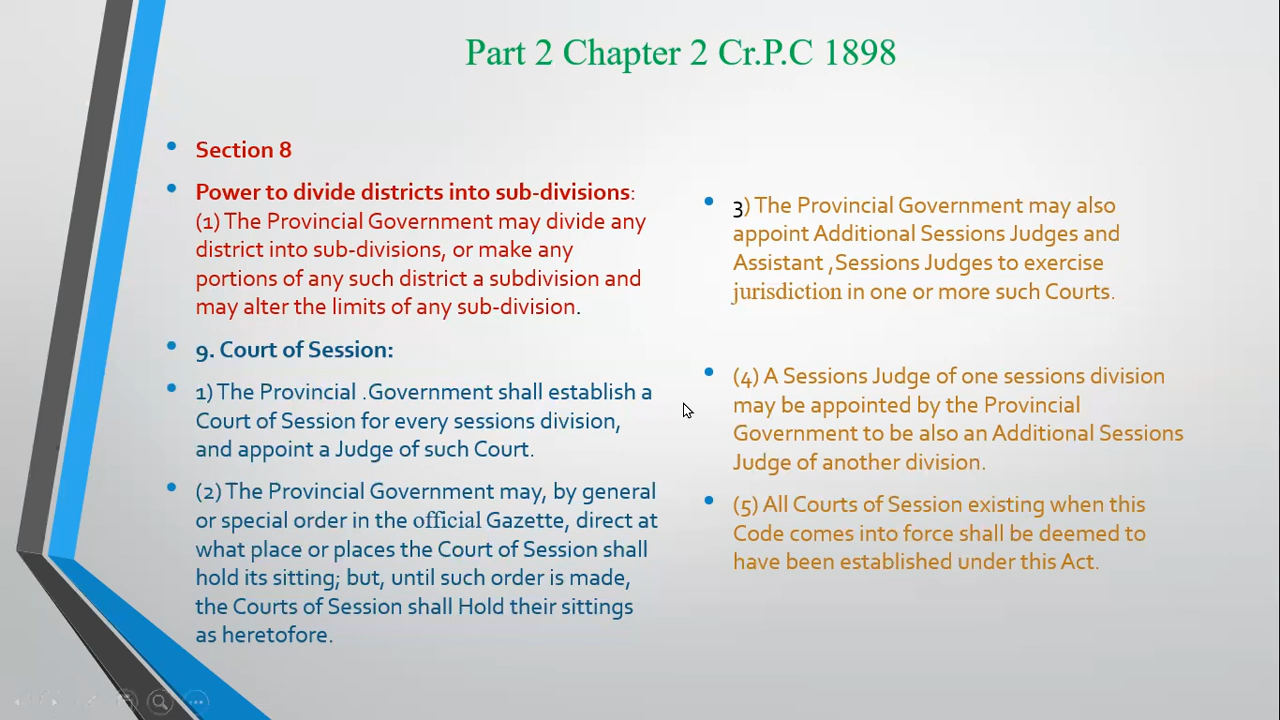 Part 2 Chapter 2 Cr.P.C 1898
Section 8
Power to divide districts into sub-divisions:
(1) The Provincial Government may divide any
district into sub-divisions, or make any
portions of any such district a subdivision and
may alter the limits of any sub-division.
9. Court of Session:
1) The Provincial .Government shall establish a
Court of Session for every sessions division,
and appoint a Judge of such Court.
(2) The Provincial Government may, by general
or special order in the official Gazette, direct at
what place or places the Court of Session shall
hold its sitting; but, until such order is made,
the Courts of Session shall Hold their sittings
as heretofore.
3) The Provincial Government may also
appoint Additional Sessions Judges and
Assistant ,Sessions Judges to exercise
jurisdiction in one or more such Courts.
(4) A Sessions Judge of one sessions division
may be appointed by the Provincial
Government to be also an Additional Sessions
Judge of another division.
(5) All Courts of Session existing when this
Code comes into force shall be deemed to
have been established under this Act.